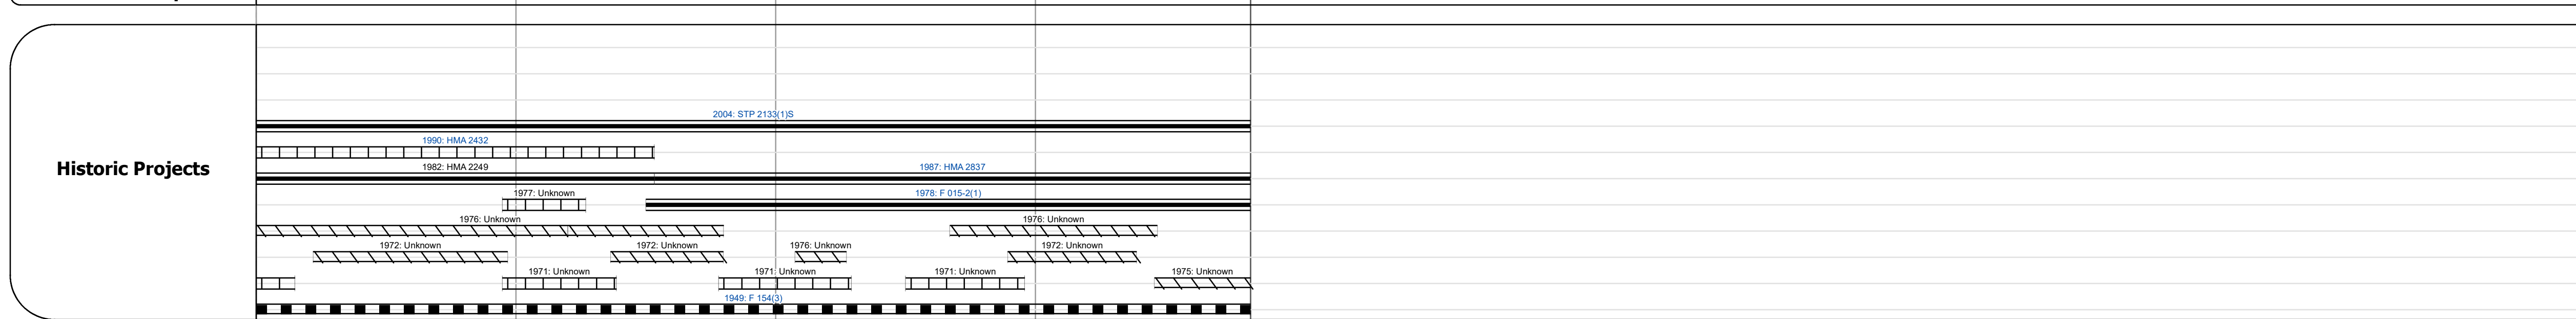 2004: STP 2133(1)S
1990: HMA 2432
1982: HMA 2249 1987: HMA 2837
Historic Projects
1977: Unknown 1978: F 015-2(1)
1976: Unknown 1976: Unknown
1972: Unknown 1972: Unknown 1976: Unknown 1972: Unknown
1971: Unknown 1971: Unknown 1971: Unknown 1975: Unknown
1949: F 154(3)